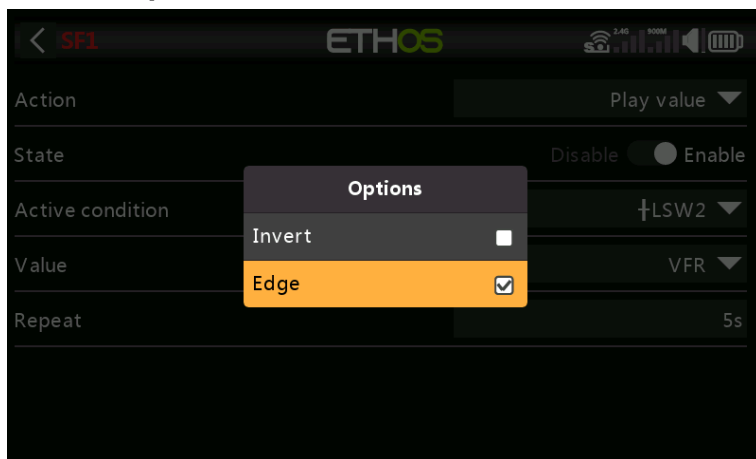 SF1 ETHOS 2.4G 900M
Action Play value
State Disable Enable
Options
Active condition ┼LSW2
Invert
Value VFR
Edge
Repeat 5s